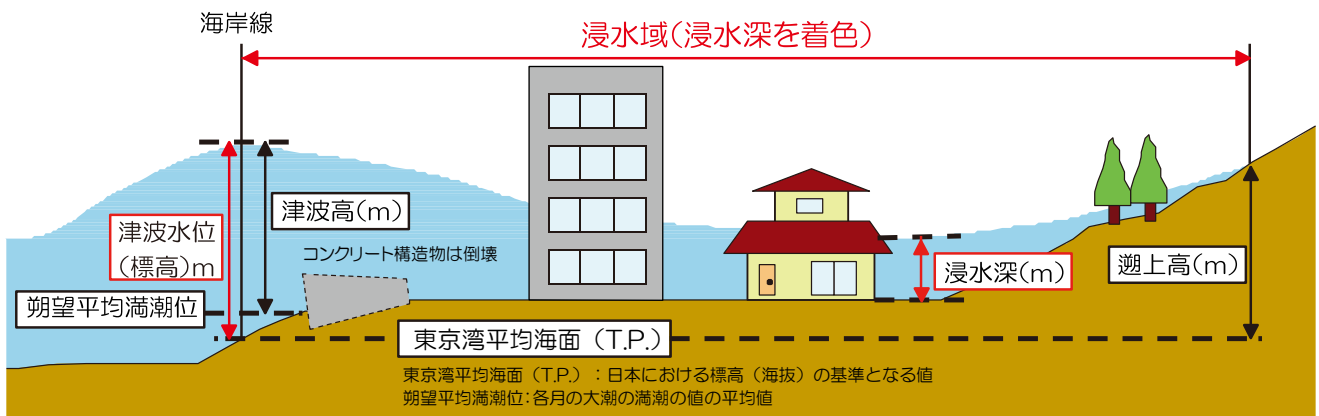 海岸線
浸水域(浸水深を着色)
津波高(m)
津波水位
(標高)m
コンクリート構造物は倒壊
浸水深(m)
遡上高(m)
朔望平均満潮位
東京湾平均海面（T.P.）
東京湾平均海面（T.P.）：日本における標高（海抜）の基準となる値
朔望平均満潮位：各月の大潮の満潮の値の平均値